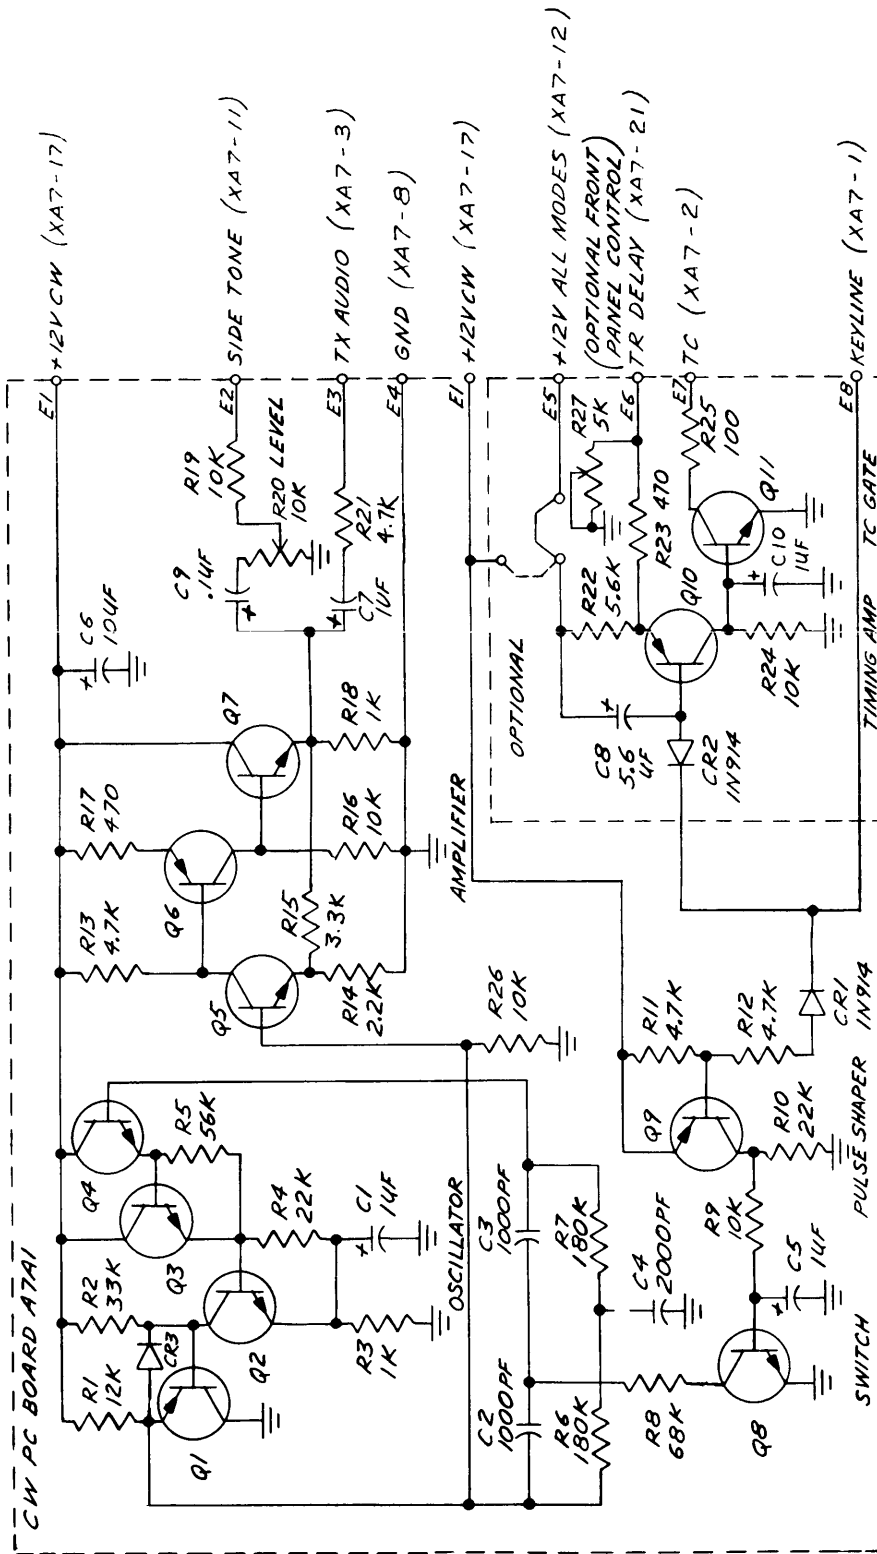 CW PC BOARD A7A1
E1
+12V CW (XA7-17)
R1
12K
R2
33K
CR3
Q1
Q2
Q3
Q4
R5
56K
R4
22K
R3
1K
C1
1UF
OSCILLATOR
R13
4.7K
R17
470
C6
10UF
Q6
Q7
Q5
R15
3.3K
R14
2.2K
R16
10K
R18
1K
R26
10K
AMPLIFIER
C9
.1UF
R19
10K
R20 LEVEL
10K
E2
SIDE TONE (XA7-11)
C7
1UF
R21
4.7K
E3
TX AUDIO (XA7-3)
E4
GND (XA7-8)
E1
+12V CW (XA7-17)
C2
1000PF
C3
1000PF
R6
180K
R7
180K
C4
2000PF
R8
68K
Q8
SWITCH
C5
1UF
R9
10K
Q9
R10
22K
PULSE SHAPER
R11
4.7K
R12
4.7K
CR1
1N914
OPTIONAL
C8
5.6
UF
CR2
1N914
R22
5.6K
R23 470
R27
5K
E5
+12V ALL MODES (XA7-12)
(OPTIONAL FRONT
PANEL CONTROL)
E6
TR DELAY (XA7-21)
Q10
R24
10K
C10
1UF
Q11
R25
100
E7
TC (XA7-2)
TIMING AMP
TC GATE
E8
KEYLINE (XA7-1)